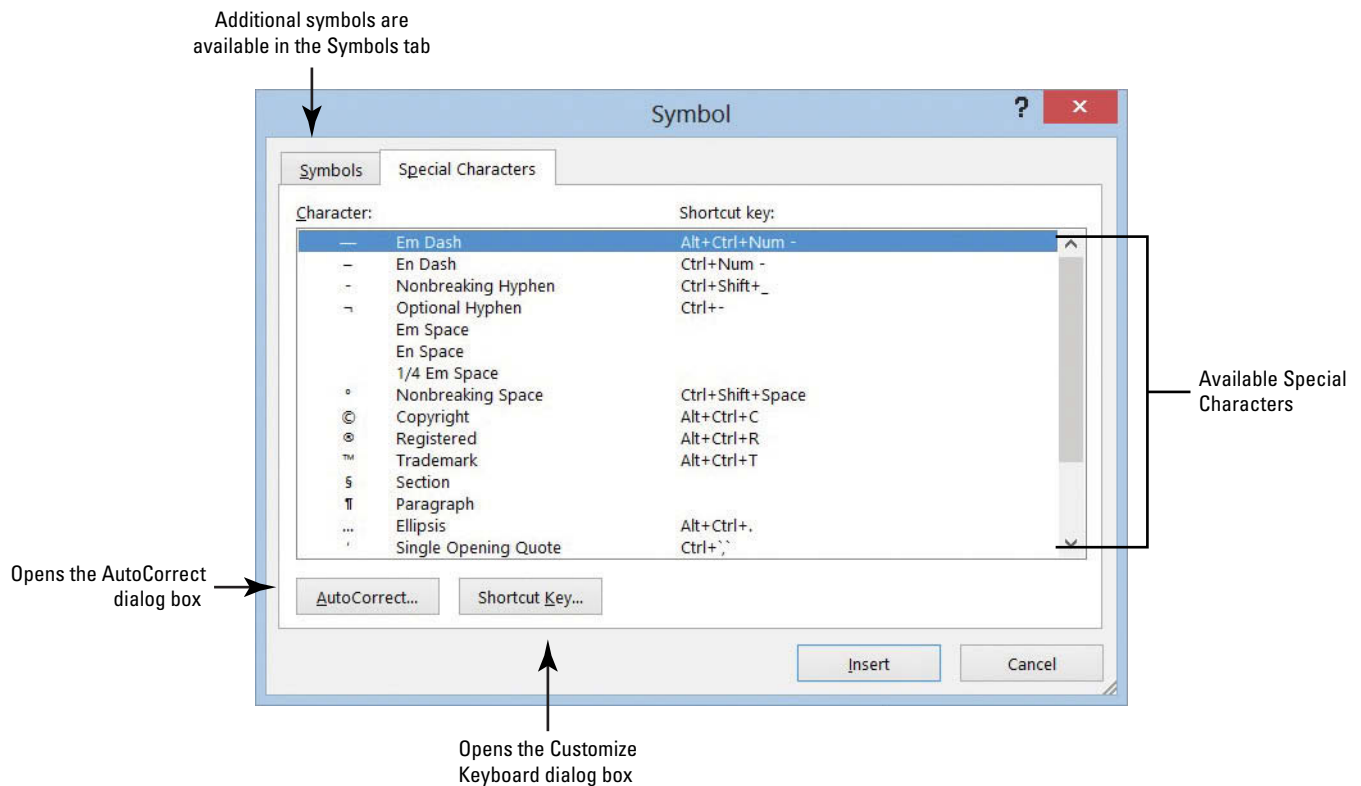 Additional symbols are
available in the Symbols tab
Symbol
?
×
Symbols
Special Characters
Character:
Shortcut key:
— Em Dash Alt+Ctrl+Num -
– En Dash Ctrl+Num -
- Nonbreaking Hyphen Ctrl+Shift+_
¬ Optional Hyphen Ctrl+-
Em Space
En Space
1/4 Em Space
° Nonbreaking Space Ctrl+Shift+Space
© Copyright Alt+Ctrl+C
® Registered Alt+Ctrl+R
™ Trademark Alt+Ctrl+T
§ Section
¶ Paragraph
… Ellipsis Alt+Ctrl+.
‘ Single Opening Quote Ctrl+`,`
Available Special
Characters
Opens the AutoCorrect
dialog box
AutoCorrect...
Shortcut Key...
Insert
Cancel
Opens the Customize
Keyboard dialog box